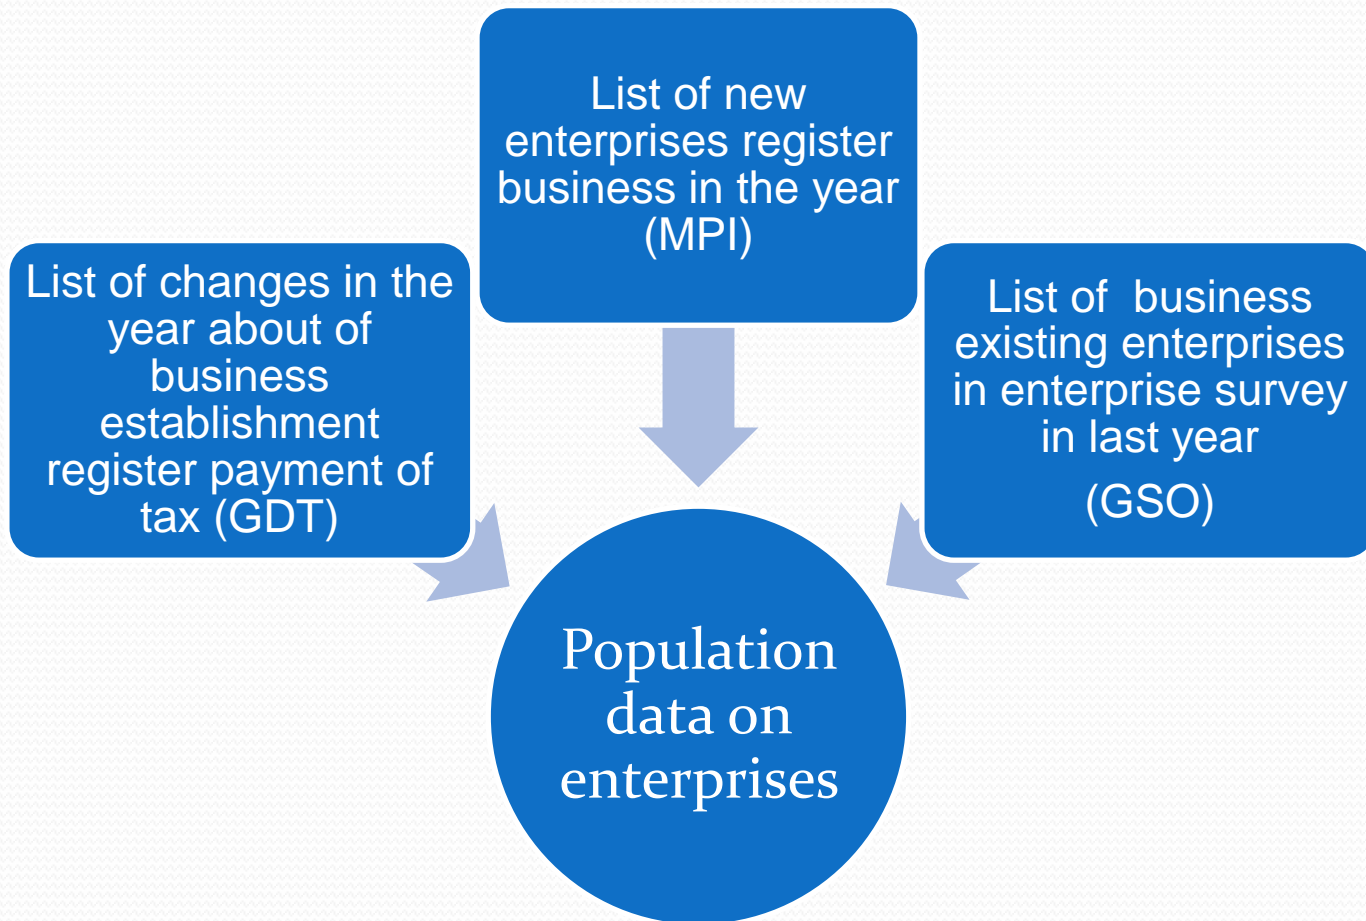 List of new
enterprises register
business in the year
(MPI)
List of changes in the
year about of
business
establishment
register payment of
tax (GDT)
List of  business
existing enterprises
in enterprise survey
in last year
(GSO)
Population
data on
enterprises